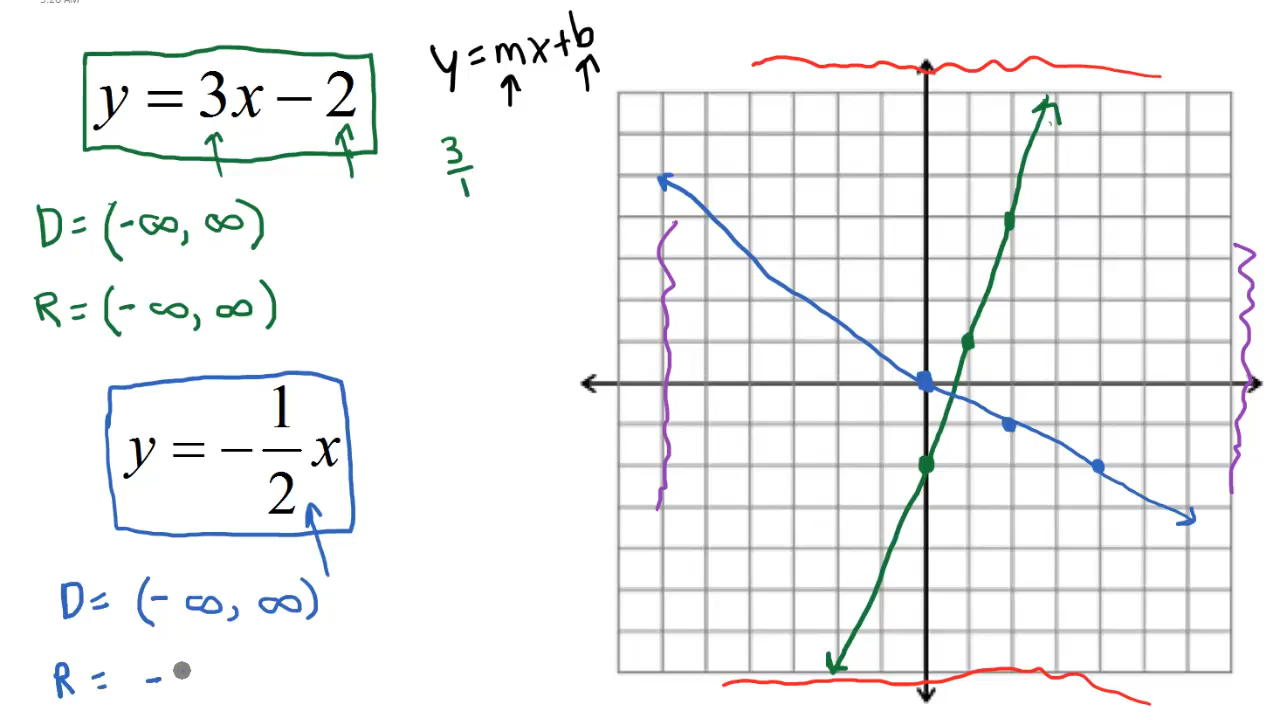 y = 3x − 2
y = mx + b
3/1
D = (-∞, ∞)
R = (-∞, ∞)
y = −1/2 x
D = (-∞, ∞)
R = -